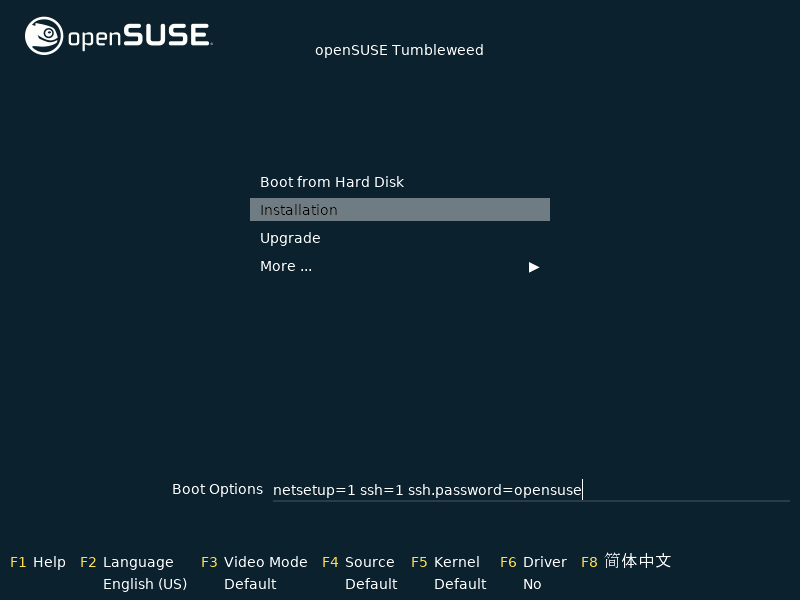 openSUSE
openSUSE Tumbleweed
Boot from Hard Disk
Installation
Upgrade
More ...
Boot Options netsetup=1 ssh=1 ssh.password=opensuse
F1 Help F2 Language F3 Video Mode F4 Source F5 Kernel F6 Driver F8 简体中文
English (US) Default Default Default No